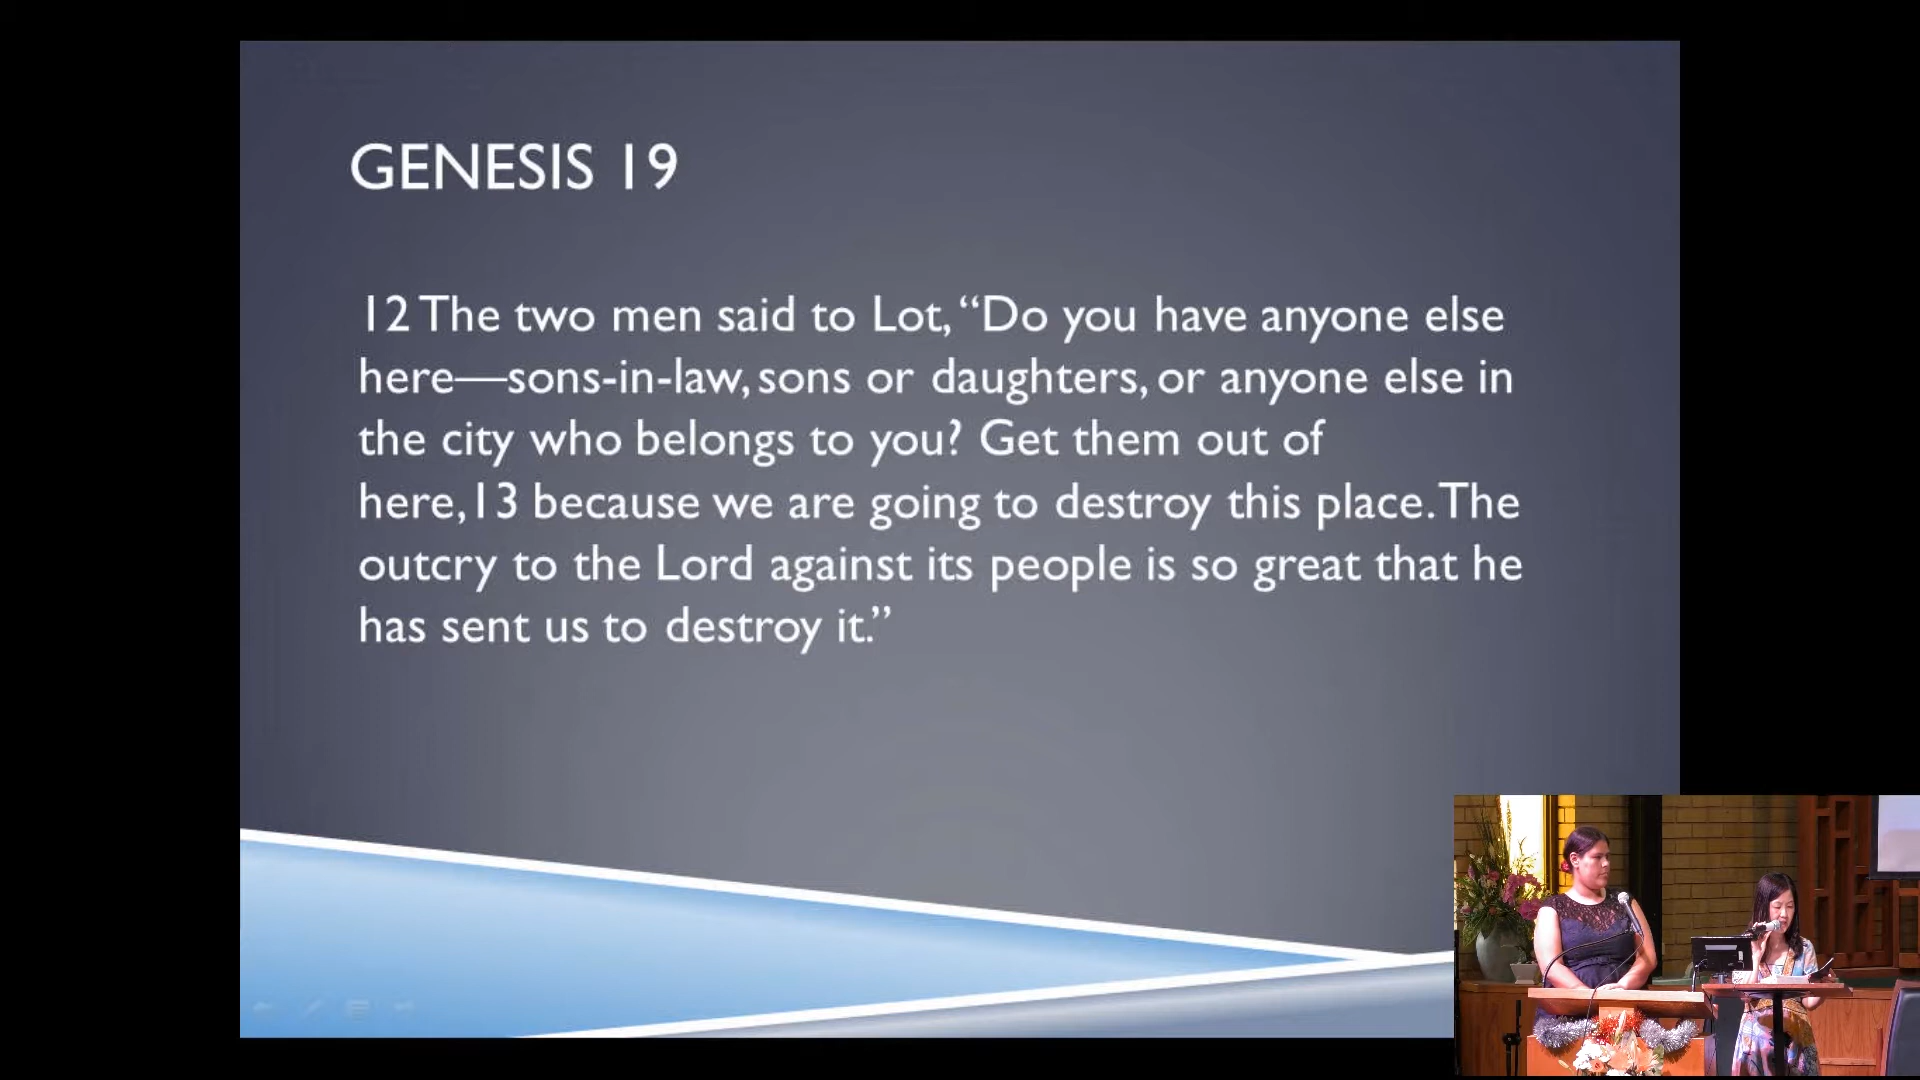 GENESIS 19
12 The two men said to Lot, “Do you have anyone else
here—sons-in-law, sons or daughters, or anyone else in
the city who belongs to you? Get them out of
here, 13 because we are going to destroy this place. The
outcry to the Lord against its people is so great that he
has sent us to destroy it.”